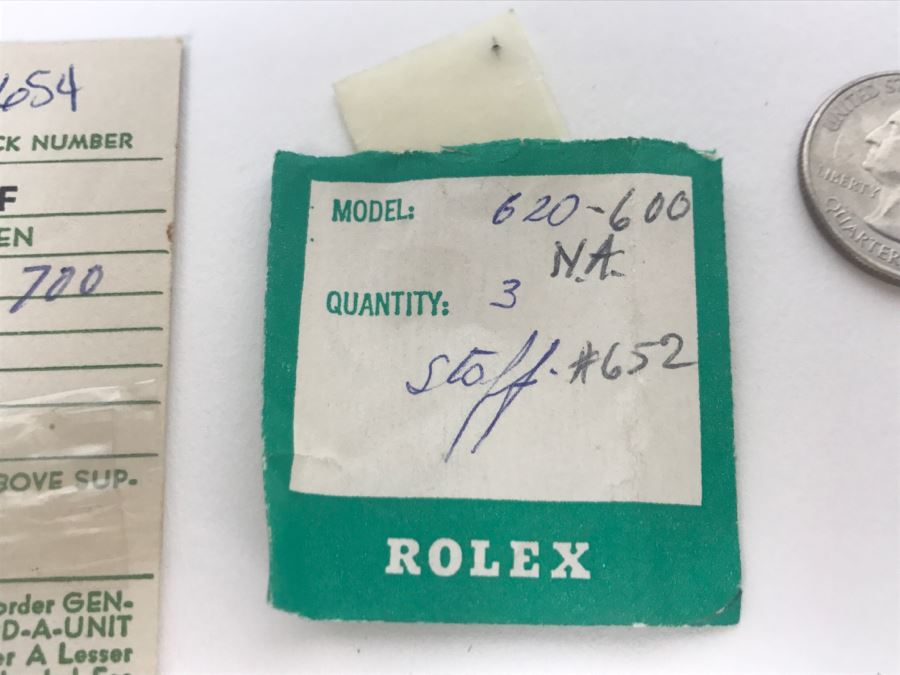 654
CK NUMBER
F
EN
700
BOVE SUP-
order GEN-
D-A-UNIT
er A Lesser
MODEL: 620-600
N.A.
QUANTITY: 3
Stoff. #652
ROLEX
UNITED S
LIBERTY
QUARTER